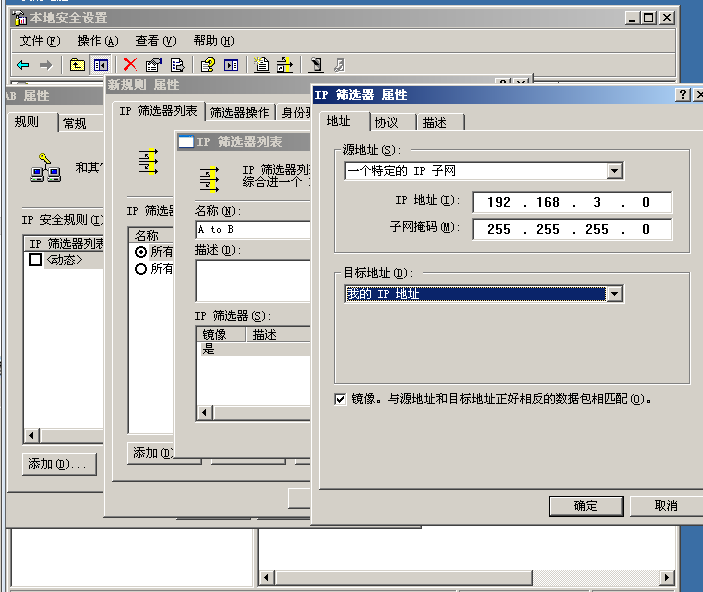 本地安全设置
文件(F) 操作(A) 查看(V) 帮助(H)
AB 属性
规则 常规
和其
IP 安全规则(I)
IP 筛选器列表
<动态>
添加(D)...
新规则 属性
IP 筛选器列表 筛选器操作 身份
IP 筛选
名称
所有
所有
添加(D)
IP 筛选器列表
IP 筛选器列
综合进一个
名称(N):
A to B
描述(D):
IP 筛选器(S):
镜像 描述
是
IP 筛选器 属性
地址 协议 描述
源地址(S):
一个特定的 IP 子网
IP 地址(I): 192 . 168 . 3 . 0
子网掩码(M): 255 . 255 . 255 . 0
目标地址(D):
我的 IP 地址
镜像。与源地址和目标地址正好相反的数据包相匹配(O)。
确定 取消